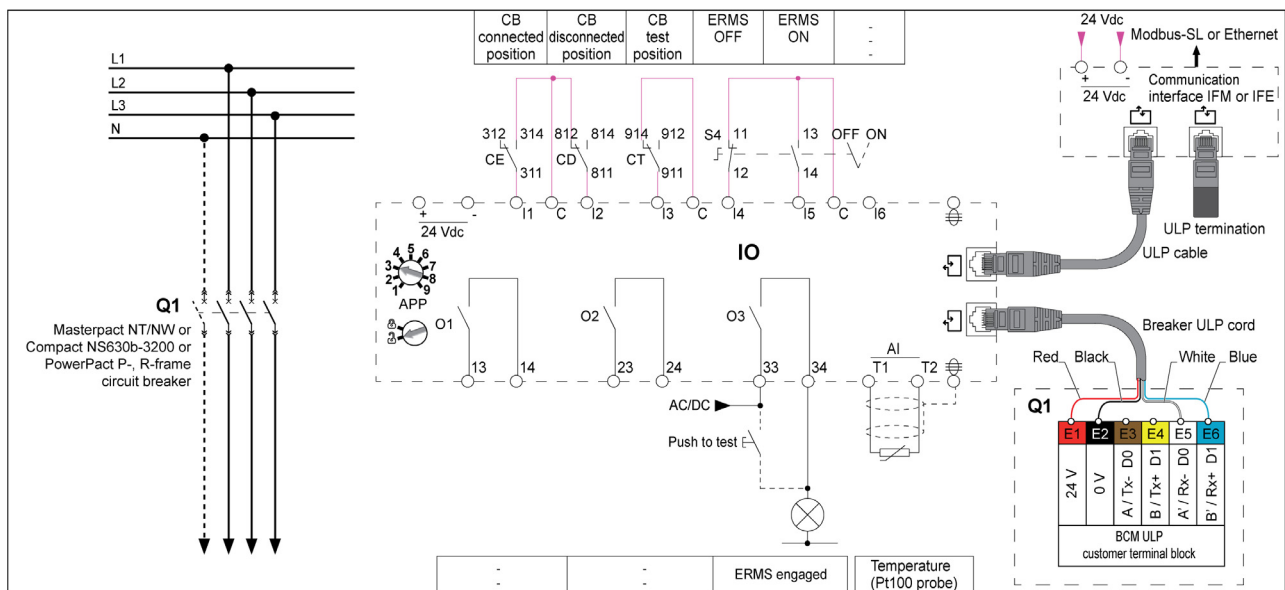 CB connected position
CB disconnected position
CB test position
ERMS OFF
ERMS ON
-
-
-
24 Vdc
Modbus-SL or Ethernet
+ -
24 Vdc
Communication
interface IFM or IFE
L1
L2
L3
N
312 314 812 814 914 912 S4 11 13 OFF ON
CE CD CT
311 811 911 12 14
+ -
24 Vdc
I1 C I2 I3 C I4 I5 C I6
ULP termination
ULP cable
IO
1 2 3 4 5 6 7 8 9
APP
O1 O2 O3
Q1
Masterpact NT/NW or
Compact NS630b-3200 or
PowerPact P-, R-frame
circuit breaker
Breaker ULP cord
AI
13 14 23 24 33 34 T1 T2
Red Black White Blue
AC/DC
Push to test
Q1
E1 E2 E3 E4 E5 E6
24 V
0 V
A / Tx- D0
B / Tx+ D1
A' / Rx- D0
B' / Rx+ D1
BCM ULP
customer terminal block
-
-
-
-
ERMS engaged
Temperature
(Pt100 probe)